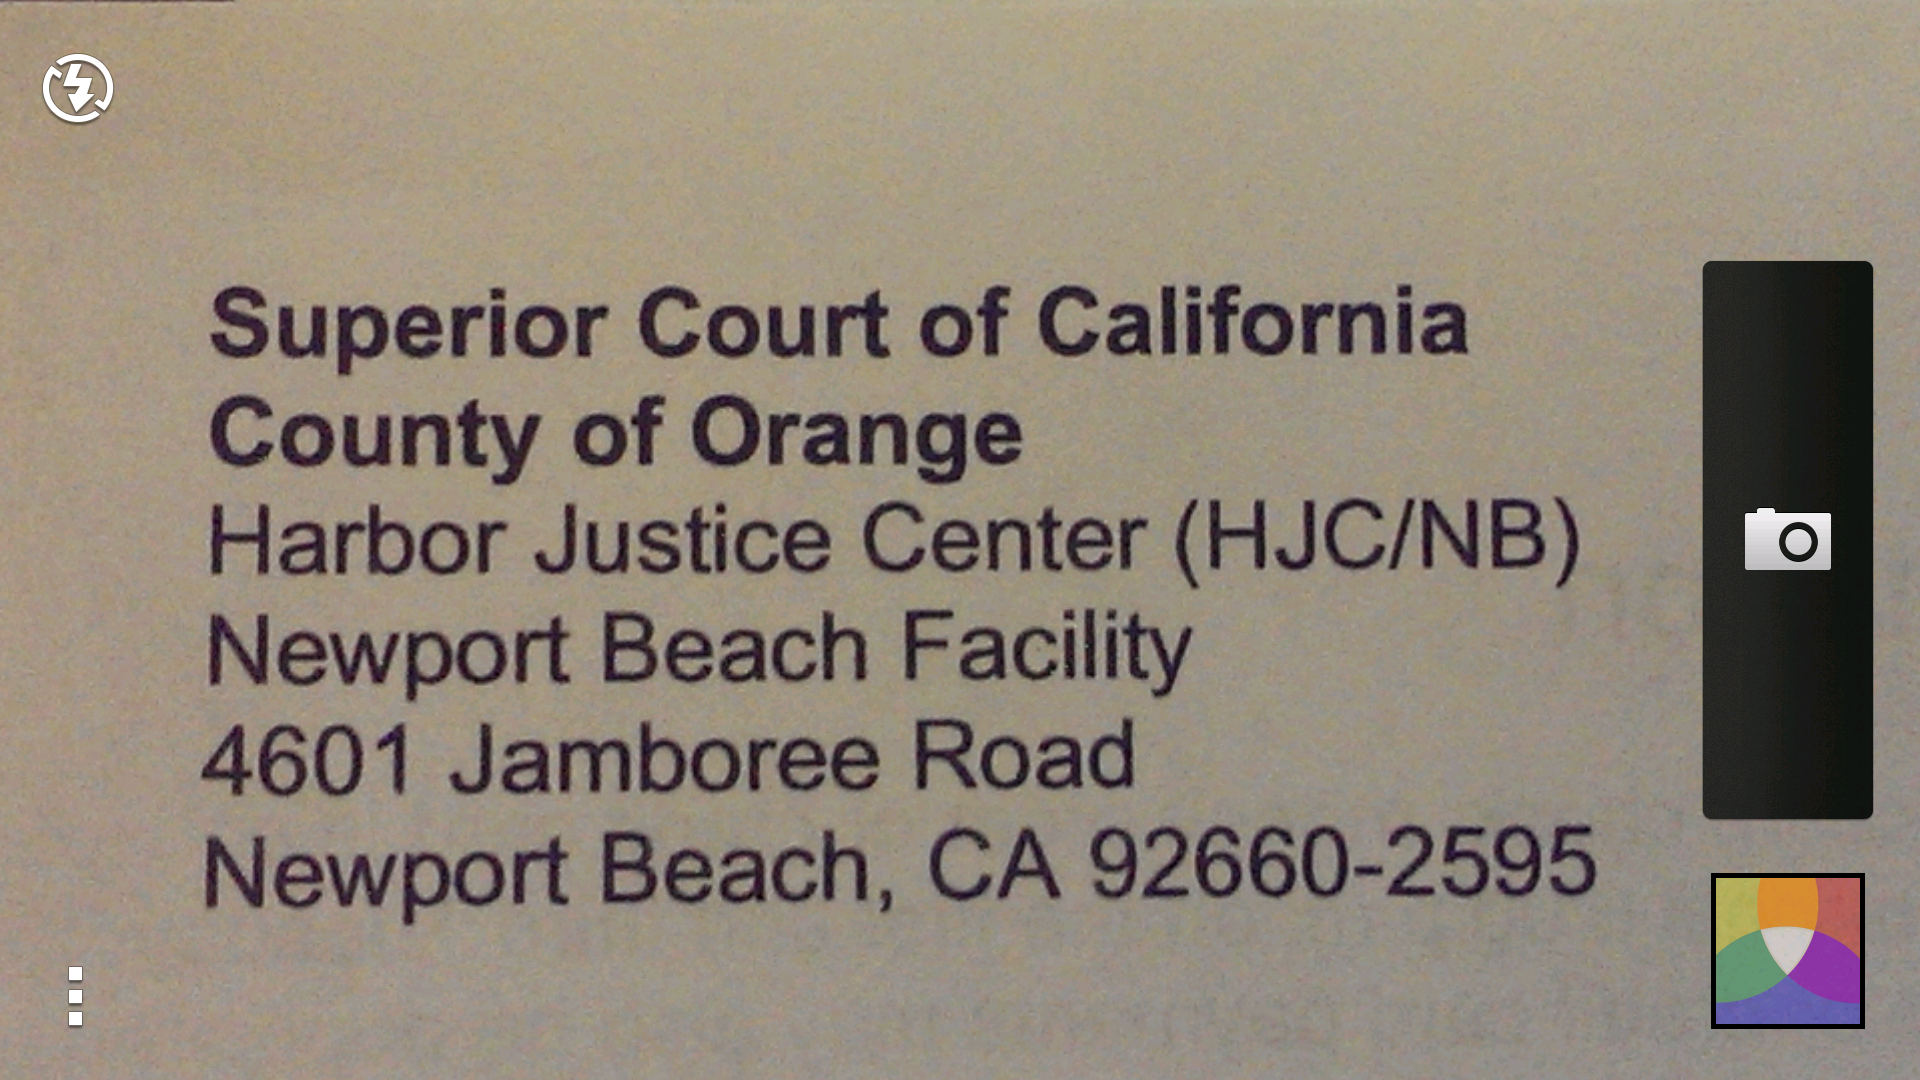 Superior Court of California
County of Orange
Harbor Justice Center (HJC/NB)
Newport Beach Facility
4601 Jamboree Road
Newport Beach, CA 92660-2595